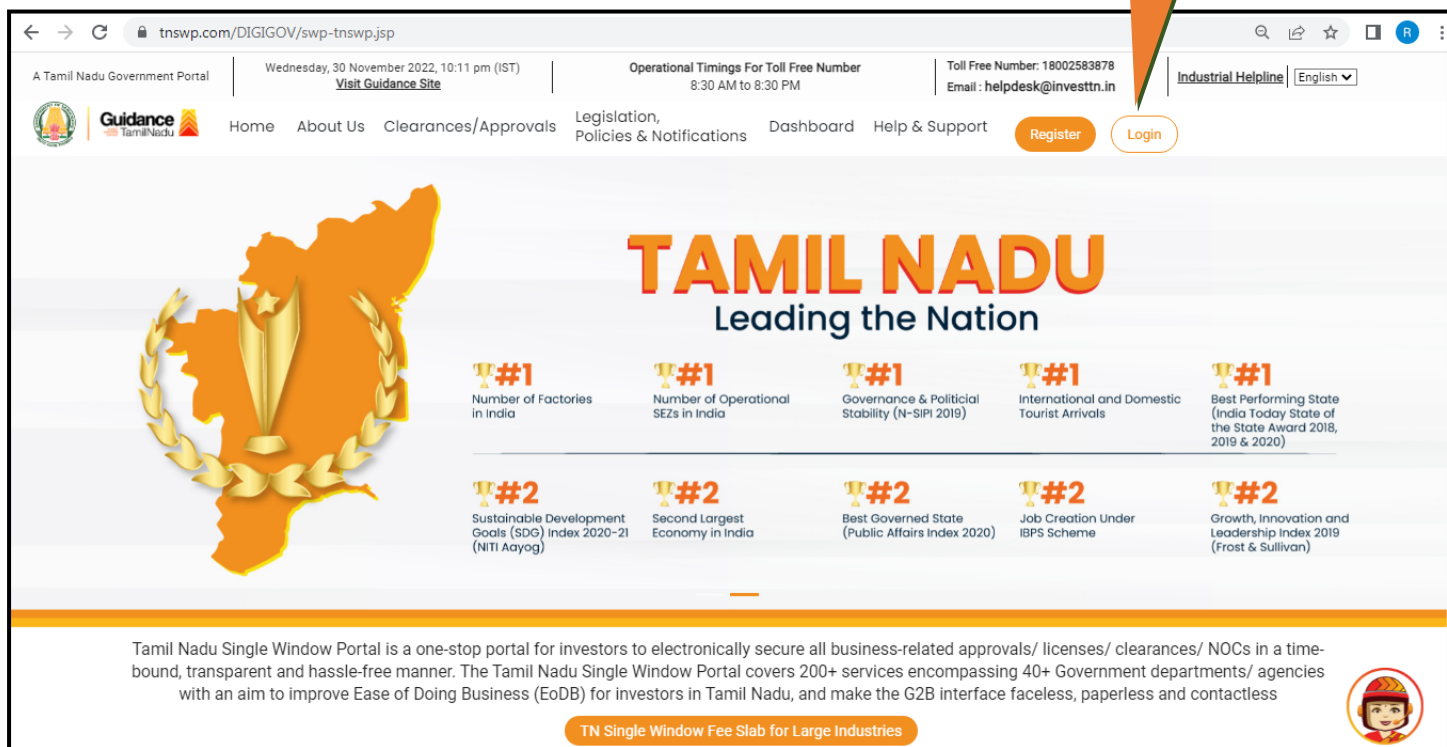 tnswp.com/DIGIGOV/swp-tnswp.jsp
R
A Tamil Nadu Government Portal
Wednesday, 30 November 2022, 10:11 pm (IST)
Visit Guidance Site
Operational Timings For Toll Free Number
8:30 AM to 8:30 PM
Toll Free Number: 18002583878
Email : helpdesk@investtn.in
Industrial Helpline
English
Guidance
TamilNadu
Home
About Us
Clearances/Approvals
Legislation,
Policies & Notifications
Dashboard
Help & Support
Register
Login
TAMIL NADU
Leading the Nation
#1
Number of Factories
in India
#1
Number of Operational
SEZs in India
#1
Governance & Politicial
Stability (N-SIPI 2019)
#1
International and Domestic
Tourist Arrivals
#1
Best Performing State
(India Today State of
the State Award 2018,
2019 & 2020)
#2
Sustainable Development
Goals (SDG) Index 2020-21
(NITI Aayog)
#2
Second Largest
Economy in India
#2
Best Governed State
(Public Affairs Index 2020)
#2
Job Creation Under
IBPS Scheme
#2
Growth, Innovation and
Leadership Index 2019
(Frost & Sullivan)
Tamil Nadu Single Window Portal is a one-stop portal for investors to electronically secure all business-related approvals/ licenses/ clearances/ NOCs in a time-
bound, transparent and hassle-free manner. The Tamil Nadu Single Window Portal covers 200+ services encompassing 40+ Government departments/ agencies
with an aim to improve Ease of Doing Business (EoDB) for investors in Tamil Nadu, and make the G2B interface faceless, paperless and contactless
TN Single Window Fee Slab for Large Industries